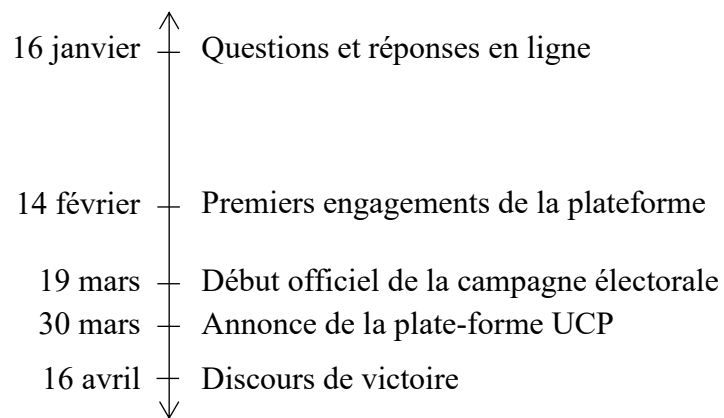 16 janvier Questions et réponses en ligne
14 février Premiers engagements de la plateforme
19 mars Début officiel de la campagne électorale
30 mars Annonce de la plate-forme UCP
16 avril Discours de victoire